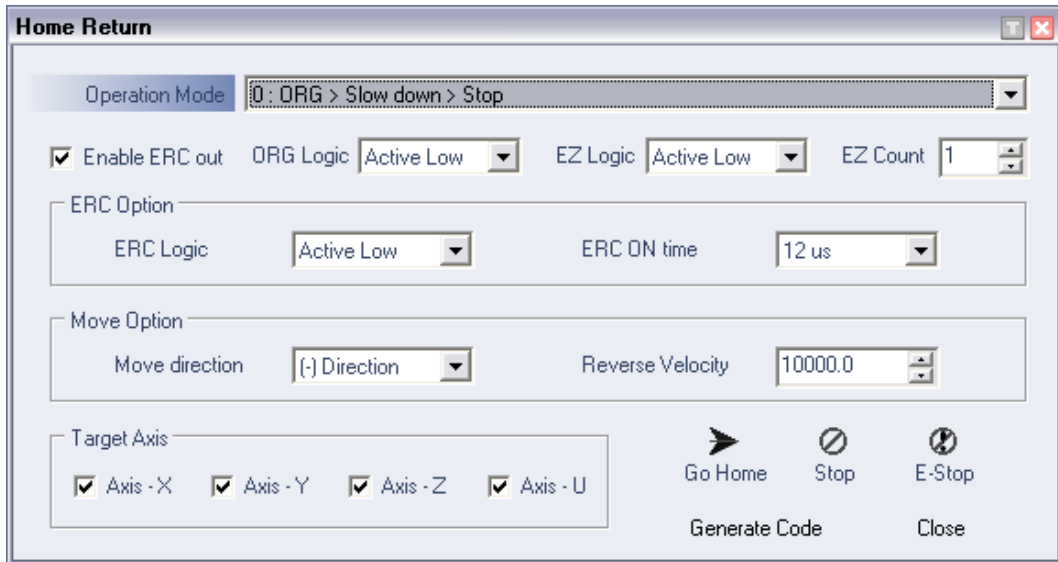 Home Return
Operation Mode 0 : ORG > Slow down > Stop
Enable ERC out ORG Logic Active Low EZ Logic Active Low EZ Count 1
ERC Option
ERC Logic Active Low ERC ON time 12 us
Move Option
Move direction (-) Direction Reverse Velocity 10000.0
Target Axis
Axis - X Axis - Y Axis - Z Axis - U
Go Home Stop E-Stop
Generate Code Close